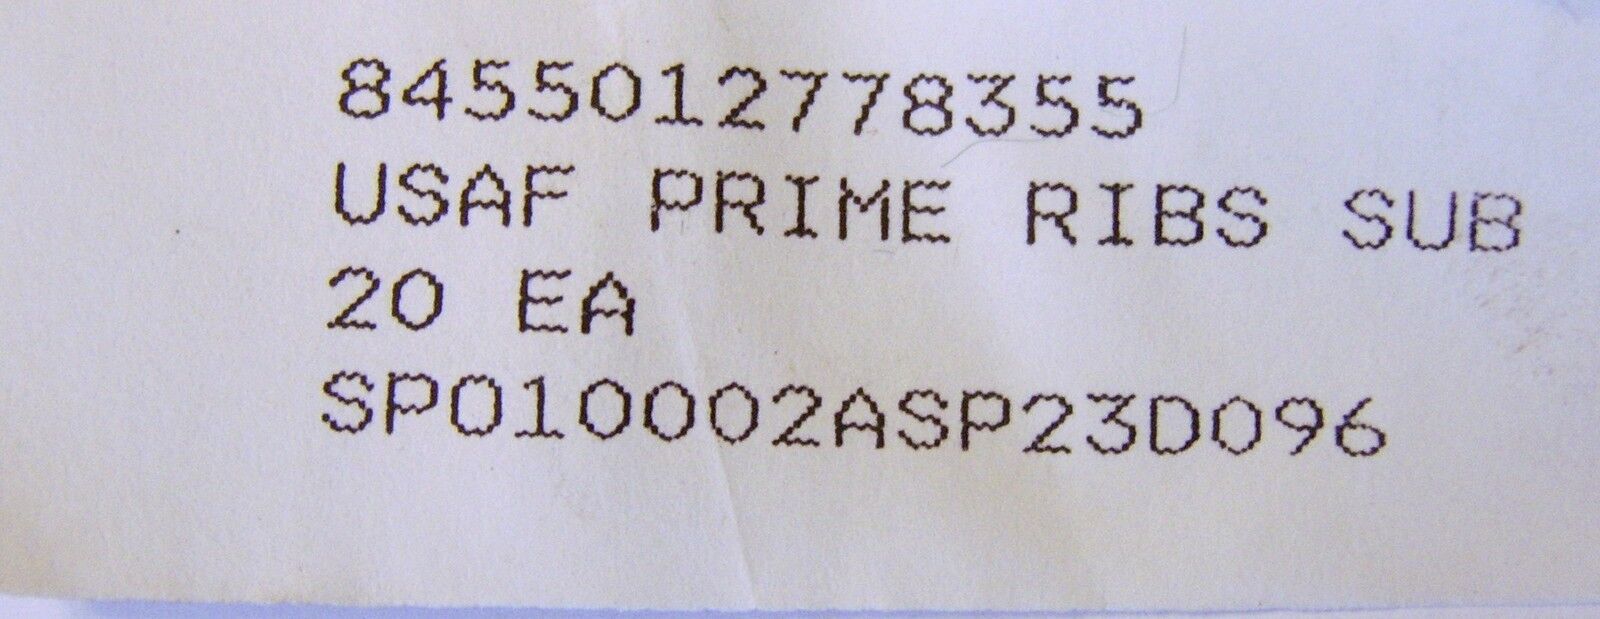 8455012778355
USAF PRIME RIBS SUB
20 EA
SP010002ASP23D096